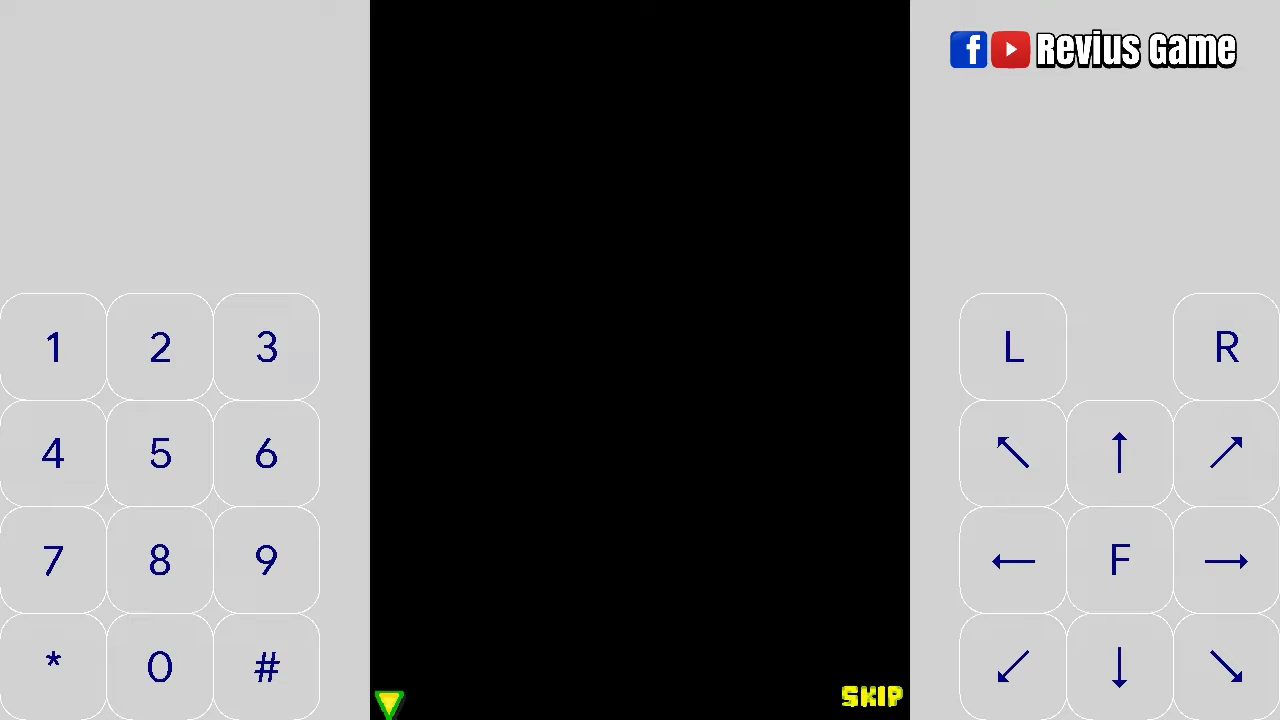 f Revius Game
1 2 3
L R
4 5 6
↖ ↑ ↗
7 8 9
← F →
* 0 #
↙ ↓ ↘
SKIP